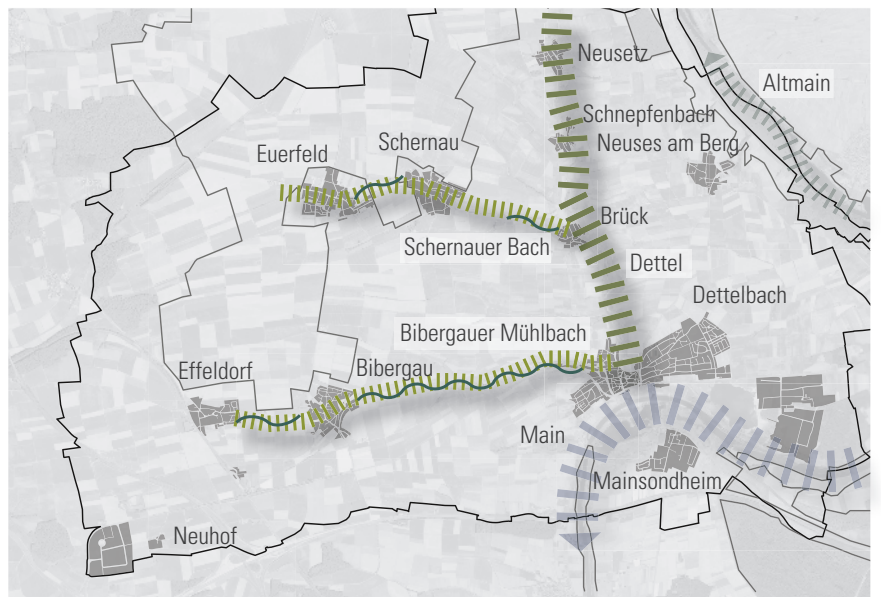 Neusetz
Altmain
Schnepfenbach
Neuses am Berg
Schernau
Euerfeld
Brück
Schernauer Bach
Dettel
Dettelbach
Bibergauer Mühlbach
Effeldorf
Bibergau
Main
Mainsondheim
Neuhof